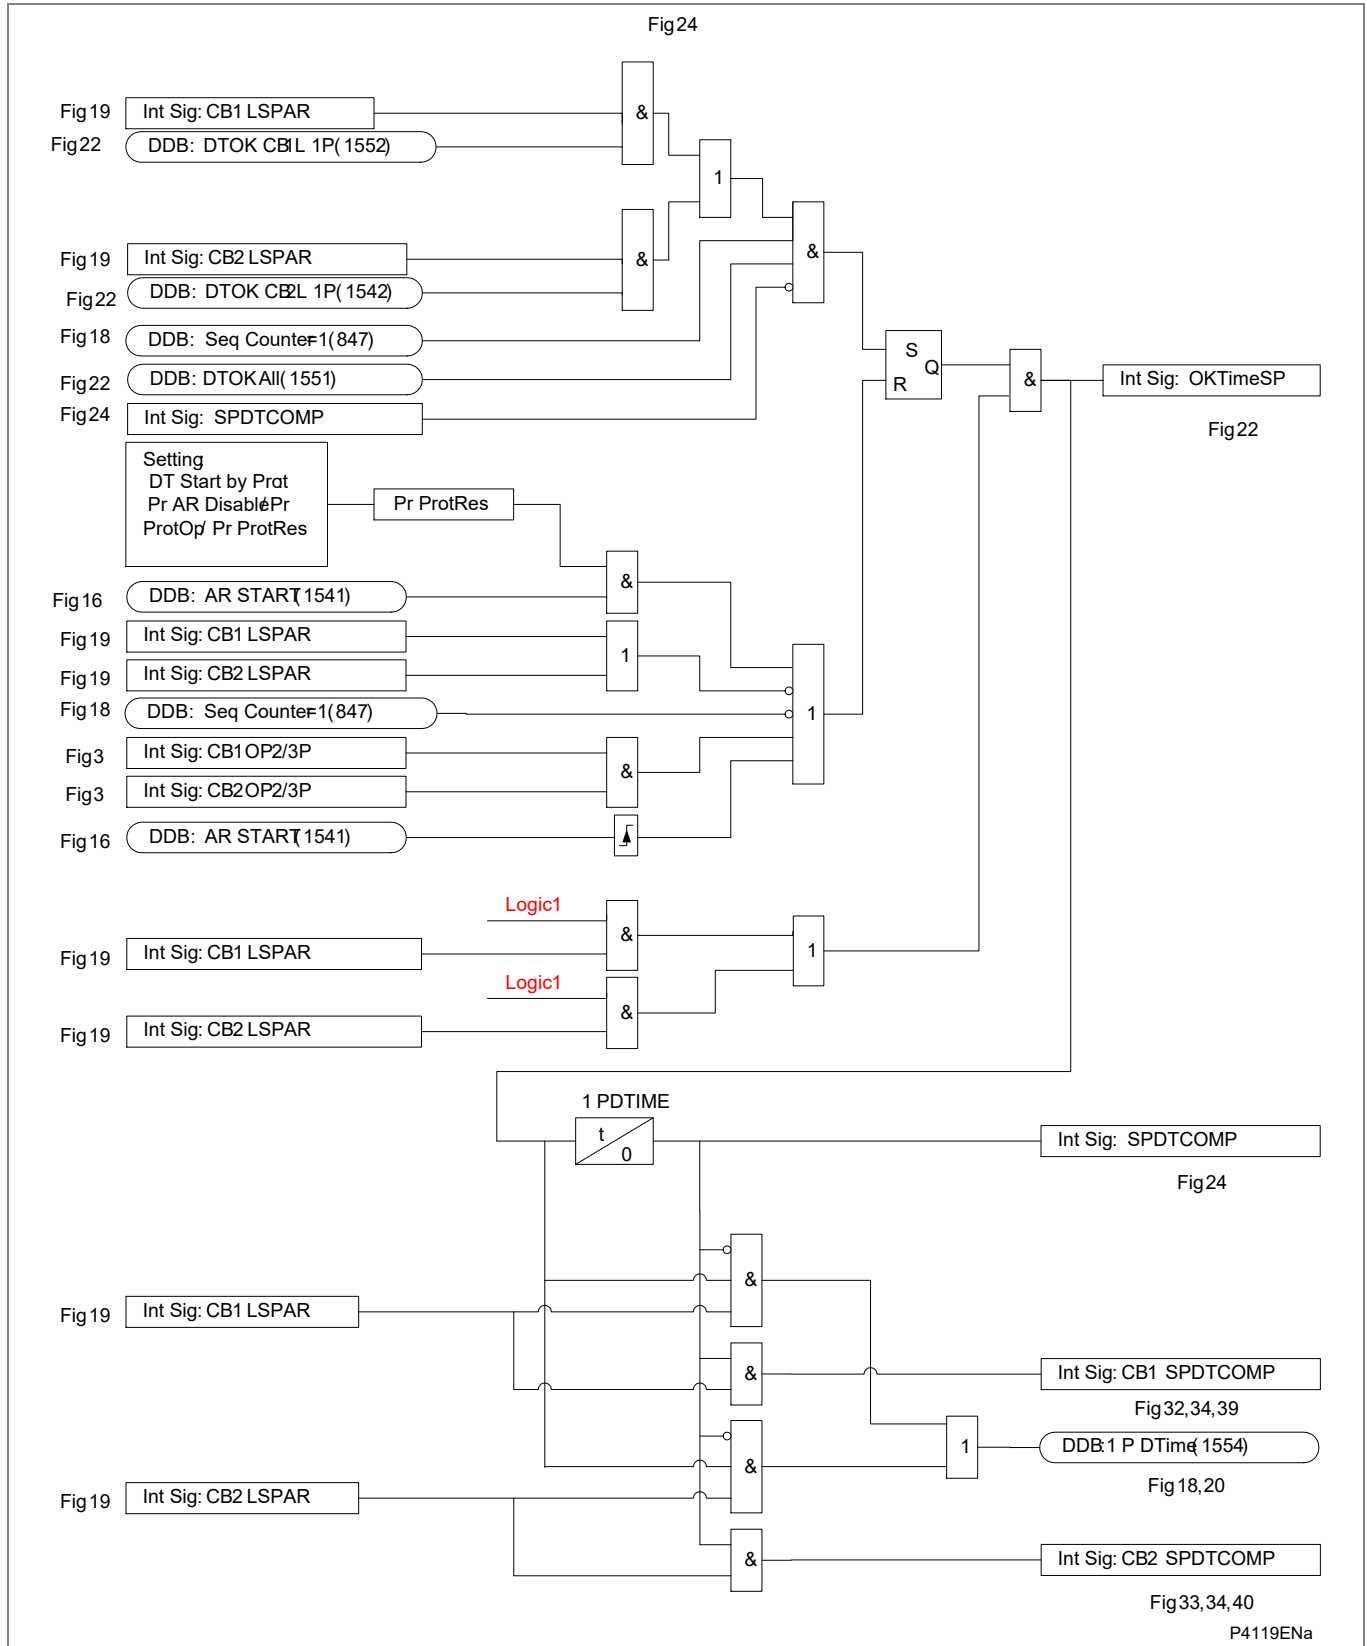 Fig24
Fig19 Int Sig: CB1 LSPAR
&
Fig22 DDB: DTOK CB1L 1P(1552)
1
Fig19 Int Sig: CB2 LSPAR
&
&
Fig22 DDB: DTOK CB2L 1P(1542)
Fig18 DDB: Seq Counter=1(847)
S
Q
R
Fig22 DDB: DTOKAll(1551)
&
Int Sig: OKTimeSP
Fig24 Int Sig: SPDTCOMP
Fig22
Setting
DT Start by Prot
Pr AR Disable/Pr
ProtOp/ Pr ProtRes
Pr ProtRes
&
Fig16 DDB: AR START(1541)
Fig19 Int Sig: CB1 LSPAR
1
Fig19 Int Sig: CB2 LSPAR
Fig18 DDB: Seq Counter=1(847)
1
Fig3 Int Sig: CB1OP2/3P
&
Fig3 Int Sig: CB2OP2/3P
Fig16 DDB: AR START(1541)
Logic1
&
1
Fig19 Int Sig: CB1 LSPAR
Logic1
&
Fig19 Int Sig: CB2 LSPAR
1 PDTIME
t
0
Int Sig: SPDTCOMP
Fig24
&
Fig19 Int Sig: CB1 LSPAR
&
Int Sig: CB1 SPDTCOMP
Fig32,34,39
1
DDB:1 P DTime(1554)
&
Fig18,20
Fig19 Int Sig: CB2 LSPAR
&
Int Sig: CB2 SPDTCOMP
Fig33,34,40
P4119ENa